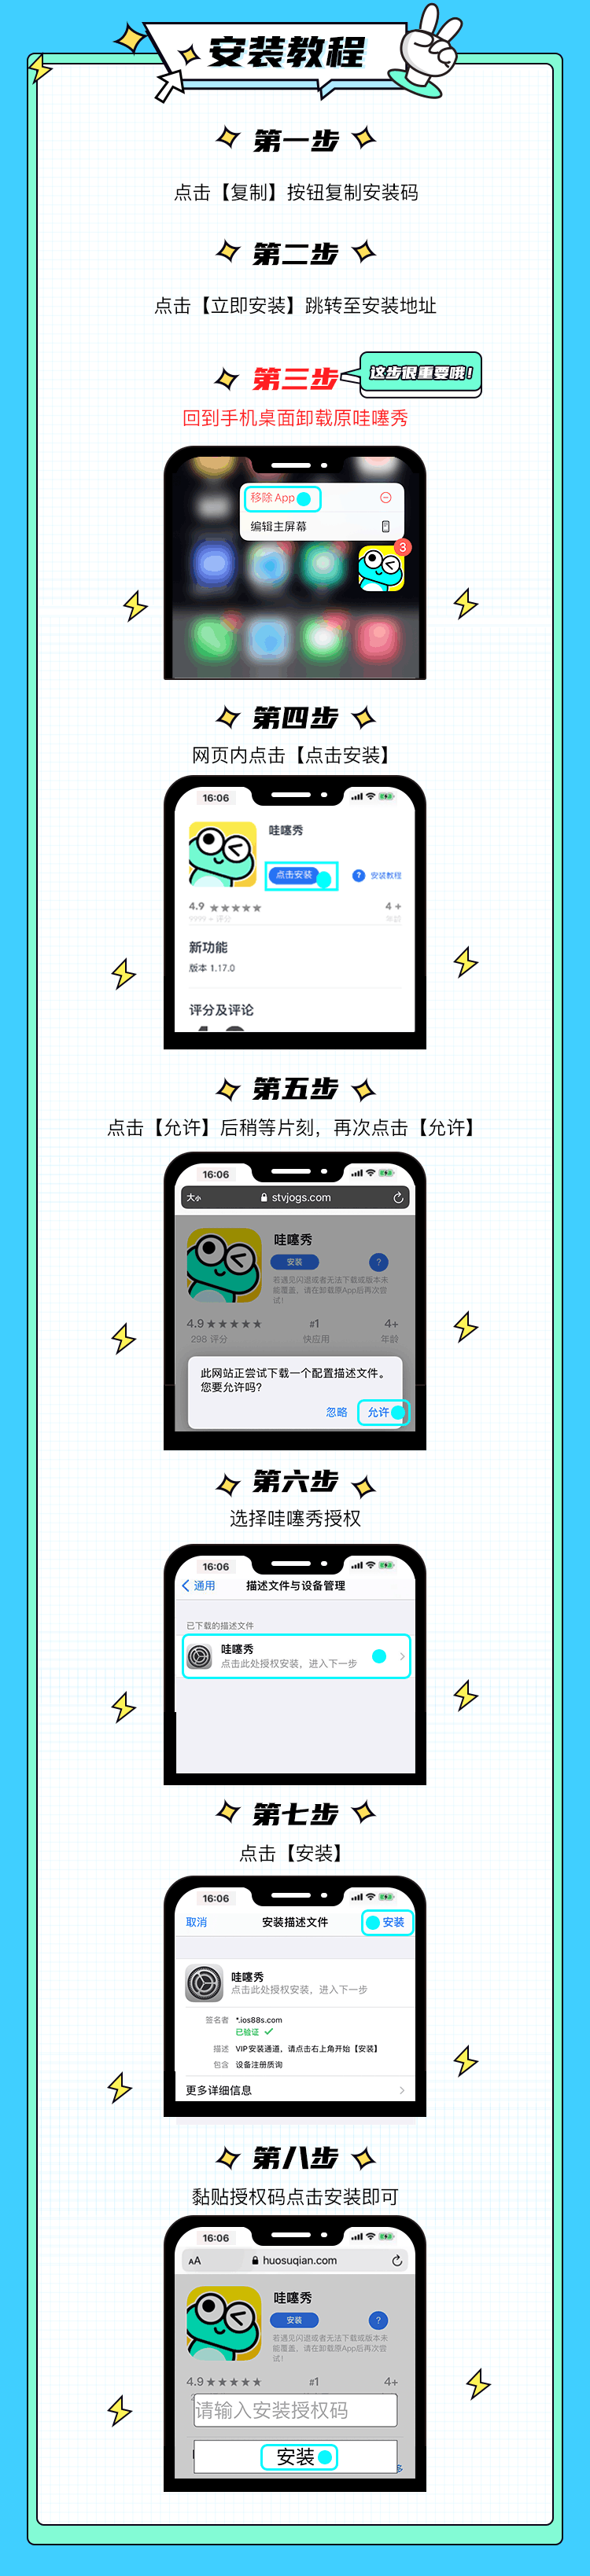 安装教程
第一步
点击【复制】按钮复制安装码
第二步
点击【立即安装】跳转至安装地址
第三步
这步很重要哦!
回到手机桌面卸载原哇噻秀
移除 App
编辑主屏幕
3
第四步
网页内点击【点击安装】
16:06
哇噻秀
点击安装
? 安装教程
4.9 ★★★★★ 4 +
9999 + 评分 年龄
新功能
版本 1.17.0
评分及评论
第五步
点击【允许】后稍等片刻，再次点击【允许】
16:06
大小 stvjogs.com
哇噻秀
安装 ?
若遇见闪退或者无法下载或版本未
能覆盖，请在卸载原App后再次尝
试！
4.9 ★★★★★ #1 4+
298 评分 快应用 年龄
此网站正尝试下载一个配置描述文件。
您要允许吗?
忽略 允许
第六步
选择哇噻秀授权
16:06
通用 描述文件与设备管理
已下载的描述文件
哇噻秀
点击此处授权安装，进入下一步
第七步
点击【安装】
16:06
取消 安装描述文件 安装
哇噻秀
点击此处授权安装，进入下一步
签名者 *.ios88s.com
已验证 ✓
描述 VIP安装通道，请点击右上角开始【安装】
包含 设备注册质询
更多详细信息
第八步
黏贴授权码点击安装即可
16:06
AA huosuqian.com
哇噻秀
安装 ?
若遇见闪退或者无法下载或版本未
能覆盖，请在卸载原App后再次尝
试！
4.9 ★★★★★ #1 4+
请输入安装授权码
安装
多